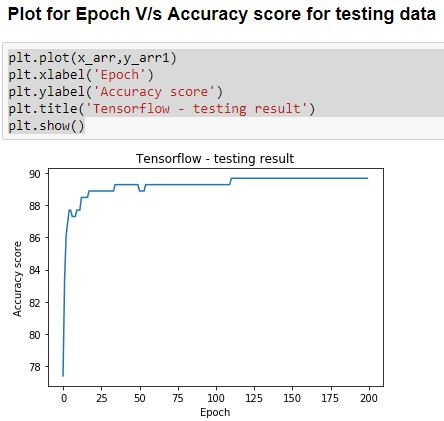 Plot for Epoch V/s Accuracy score for testing data
plt.plot(x_arr,y_arr1)
plt.xlabel('Epoch')
plt.ylabel('Accuracy score')
plt.title('Tensorflow - testing result')
plt.show()
Tensorflow - testing result
90
88
86
84
82
80
78
Accuracy score
0 25 50 75 100 125 150 175 200
Epoch